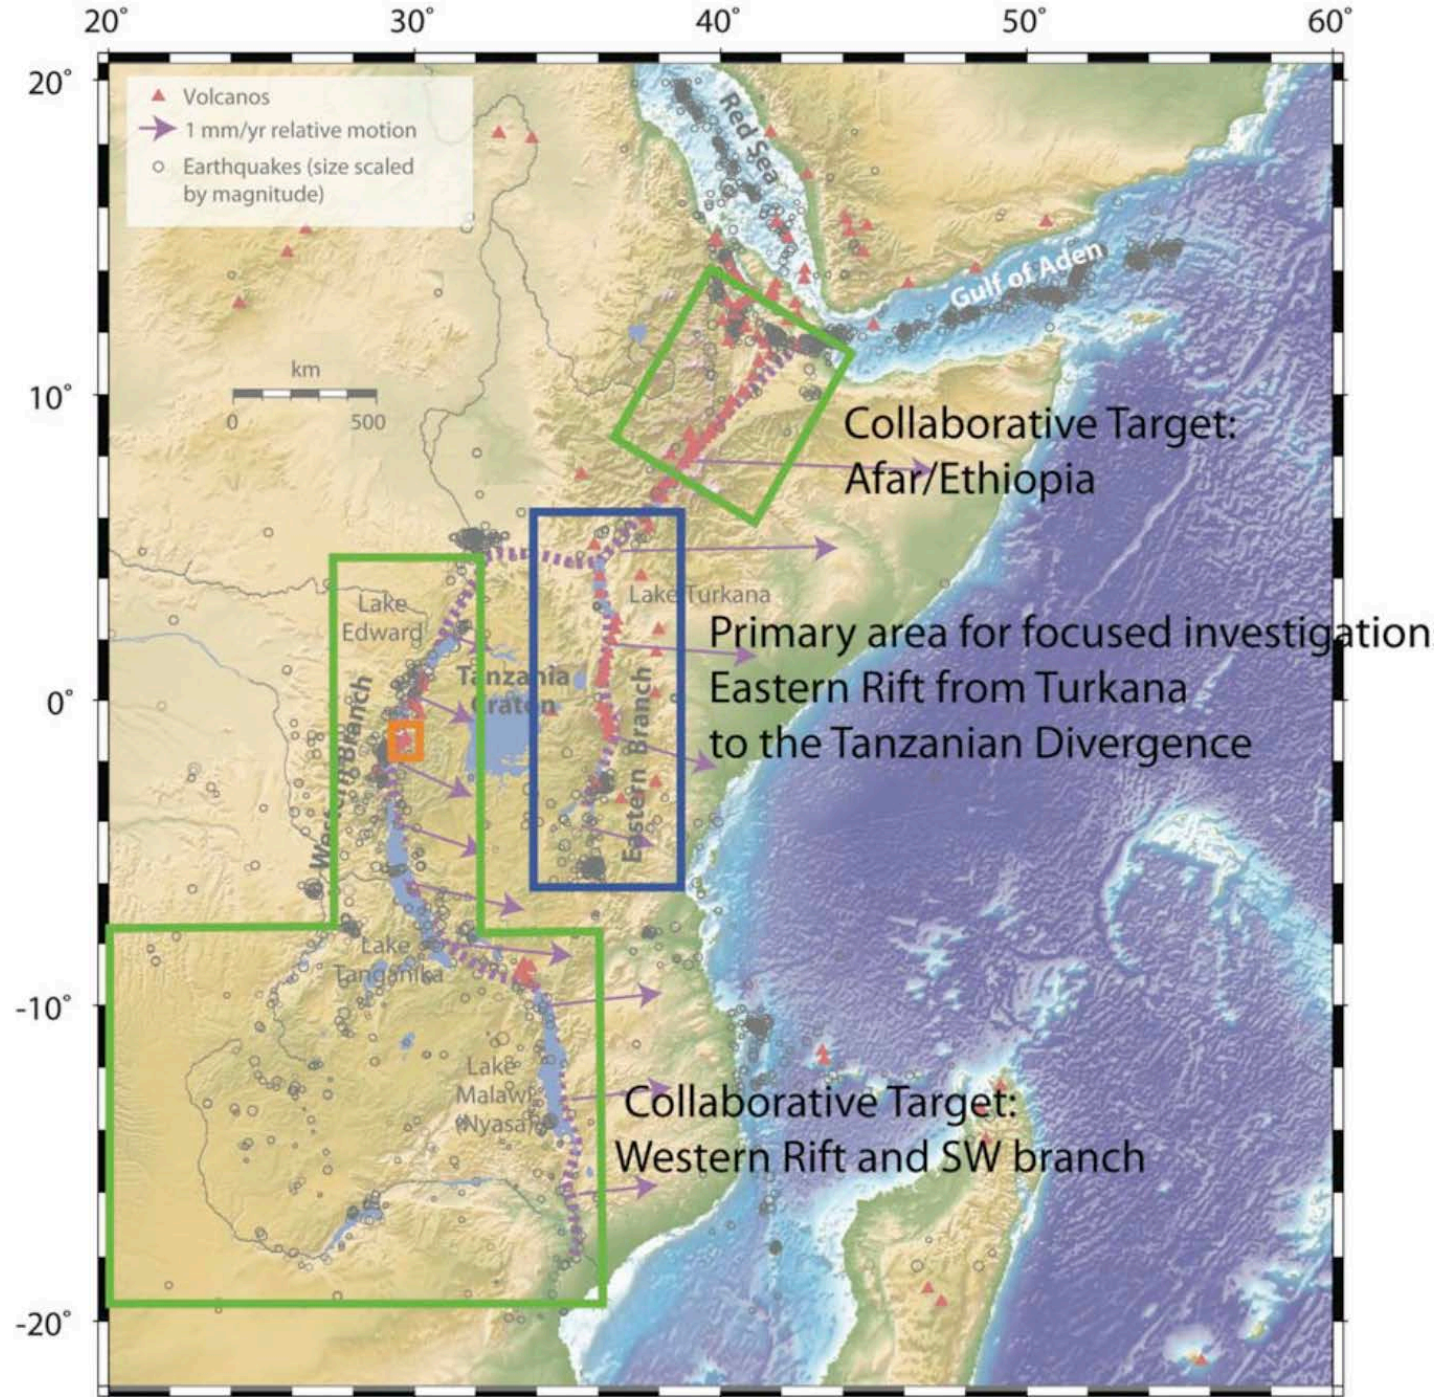 20° 30° 40° 50° 60°
20°
10°
0°
-10°
-20°
Volcanos
1 mm/yr relative motion
Earthquakes (size scaled
by magnitude)
km
0 500
Red Sea
Gulf of Aden
Collaborative Target:
Afar/Ethiopia
Lake Turkana
Lake
Edward
Tanzania
Craton
Western Branch
Eastern Branch
Primary area for focused investigation
Eastern Rift from Turkana
to the Tanzanian Divergence
Lake
Tanganika
Lake
Malawi
(Nyasa)
Collaborative Target:
Western Rift and SW branch